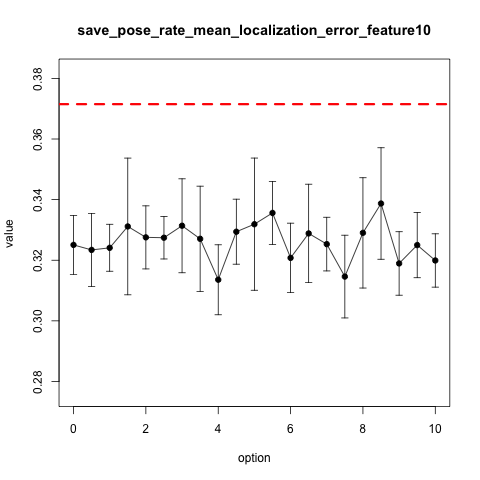 save_pose_rate_mean_localization_error_feature10
0.38
0.36
0.34
0.32
0.30
0.28
value
0 2 4 6 8 10
option